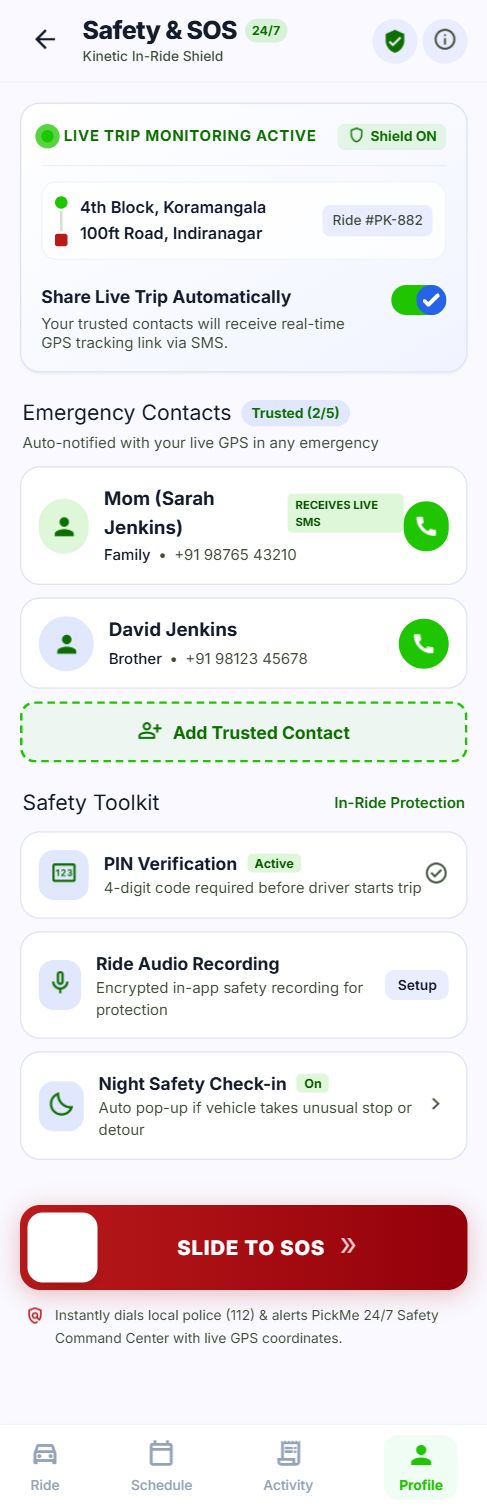 Safety & SOS 24/7
Kinetic In-Ride Shield
LIVE TRIP MONITORING ACTIVE Shield ON
4th Block, Koramangala
100ft Road, Indiranagar
Ride #PK-882
Share Live Trip Automatically
Your trusted contacts will receive real-time
GPS tracking link via SMS.
Emergency Contacts Trusted (2/5)
Auto-notified with your live GPS in any emergency
Mom (Sarah
Jenkins)
RECEIVES LIVE
SMS
Family • +91 98765 43210
David Jenkins
Brother • +91 98123 45678
Add Trusted Contact
Safety Toolkit In-Ride Protection
123
PIN Verification Active
4-digit code required before driver starts trip
Ride Audio Recording
Encrypted in-app safety recording for
protection
Setup
Night Safety Check-in On
Auto pop-up if vehicle takes unusual stop or
detour
SLIDE TO SOS
Instantly dials local police (112) & alerts PickMe 24/7 Safety
Command Center with live GPS coordinates.
Ride Schedule Activity Profile